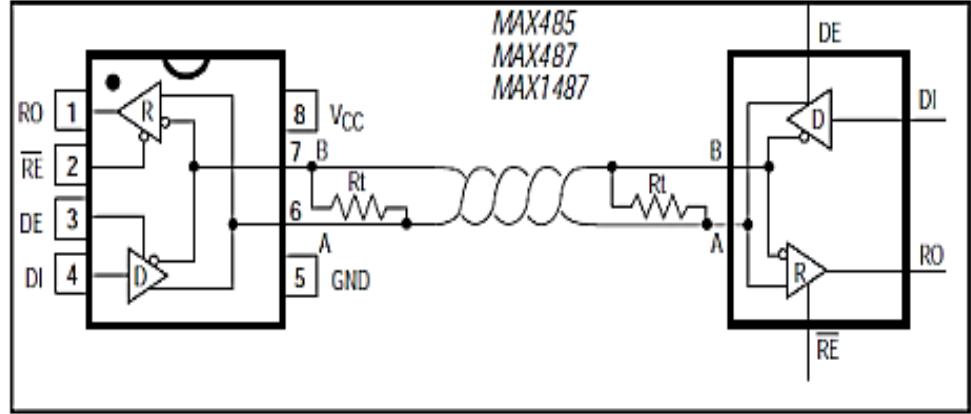 MAX485
MAX487
MAX1487
DE
RO 1
R
8 VCC
D
DI
RE 2
7 B
B
Rt
Rt
DE 3
6
A
A
RO
DI 4
D
5 GND
R
RE